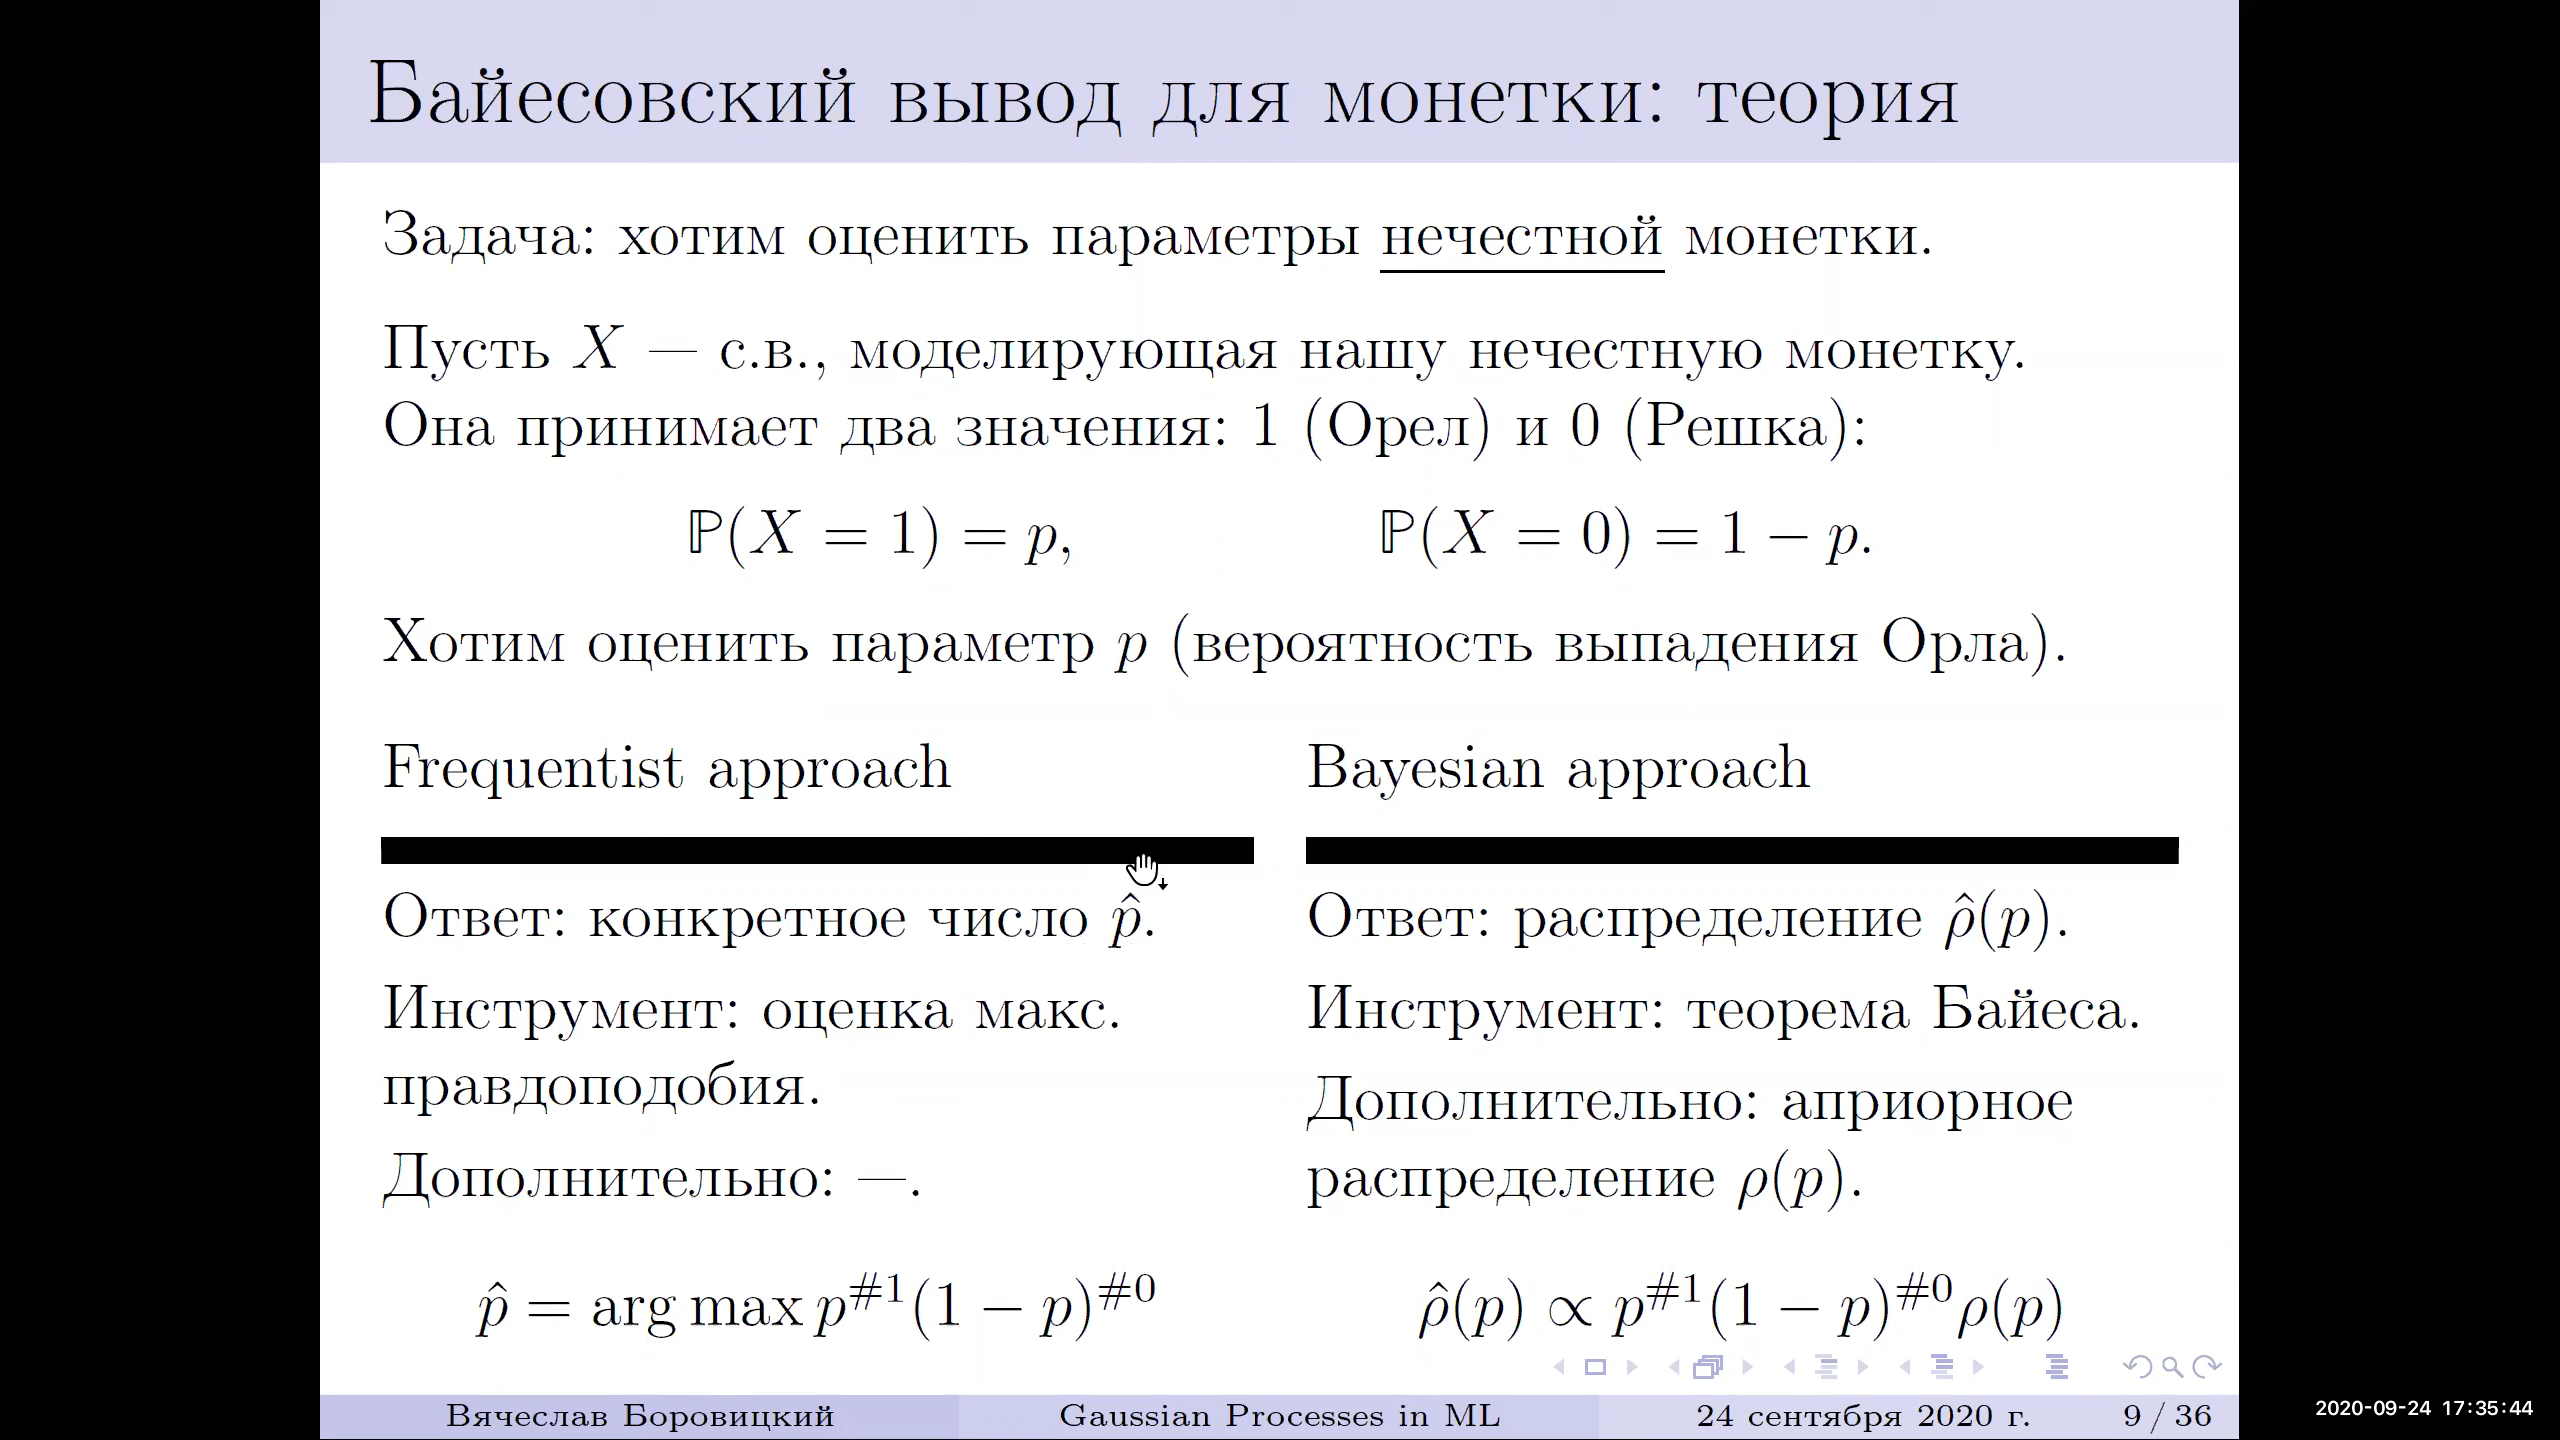 Байесовский вывод для монетки: теория
Задача: хотим оценить параметры нечестной монетки.
Пусть X — с.в., моделирующая нашу нечестную монетку.
Она принимает два значения: 1 (Орел) и 0 (Решка):
ℙ(X = 1) = p, ℙ(X = 0) = 1 − p.
Хотим оценить параметр p (вероятность выпадения Орла).
Frequentist approach
Ответ: конкретное число p̂.
Инструмент: оценка макс.
правдоподобия.
Дополнительно: —.
p̂ = arg max p^#1(1 − p)^#0
Bayesian approach
Ответ: распределение ρ̂(p).
Инструмент: теорема Байеса.
Дополнительно: априорное
распределение ρ(p).
ρ̂(p) ∝ p^#1(1 − p)^#0ρ(p)
Вячеслав Боровицкий Gaussian Processes in ML 24 сентября 2020 г. 9 / 36
2020-09-24 17:35:44